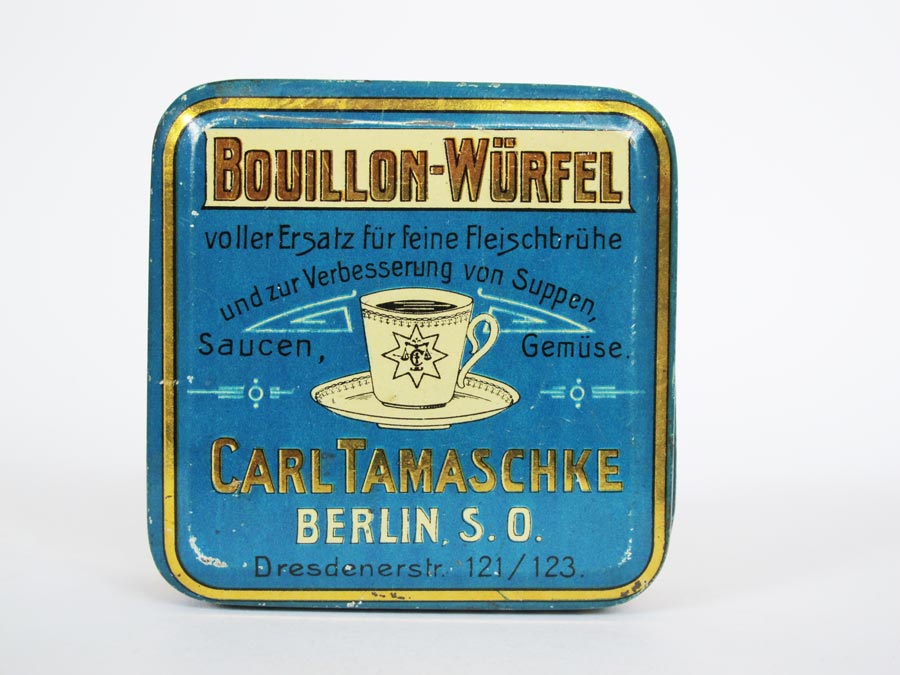 BOUILLON-WÜRFEL
voller Ersatz für feine Fleischbrühe
und zur Verbesserung von Suppen,
Saucen, Gemüse.
CARL TAMASCHKE
BERLIN, S. O.
Dresdenerstr. 121/123.